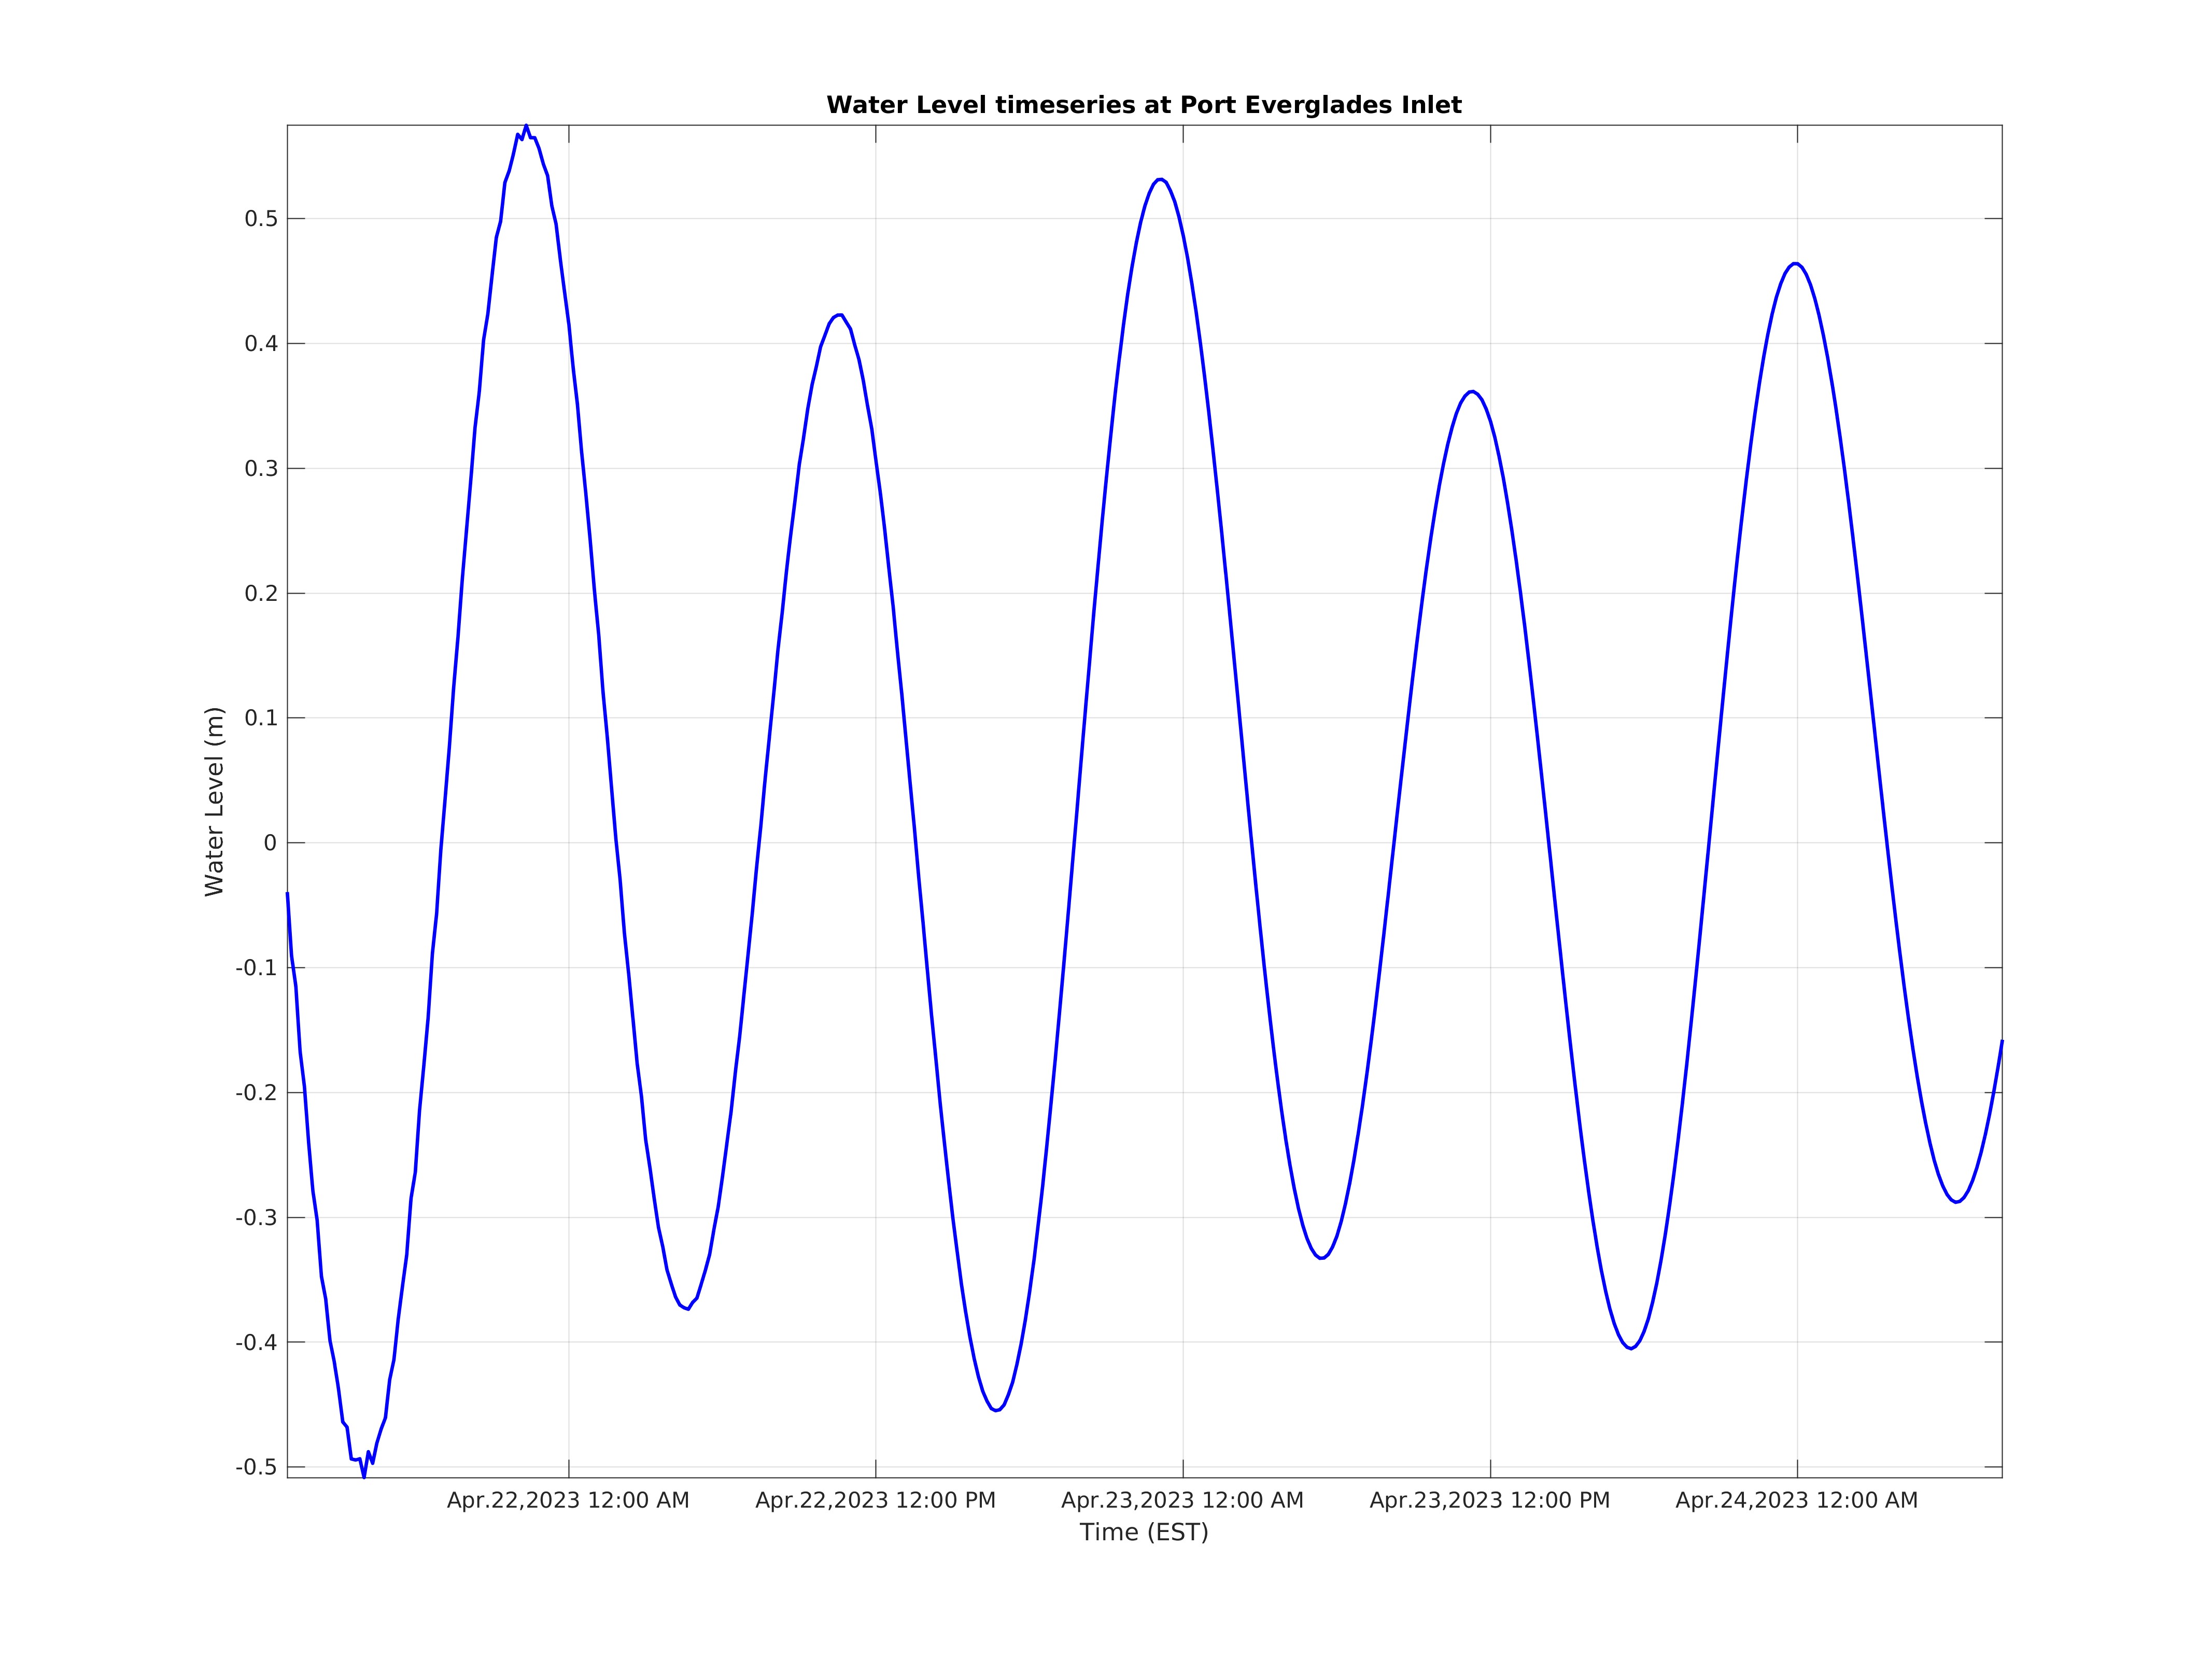 Water Level timeseries at Port Everglades Inlet
0.5
0.4
0.3
0.2
0.1
0
-0.1
-0.2
-0.3
-0.4
-0.5
Water Level (m)
Apr.22,2023 12:00 AM
Apr.22,2023 12:00 PM
Apr.23,2023 12:00 AM
Apr.23,2023 12:00 PM
Apr.24,2023 12:00 AM
Time (EST)